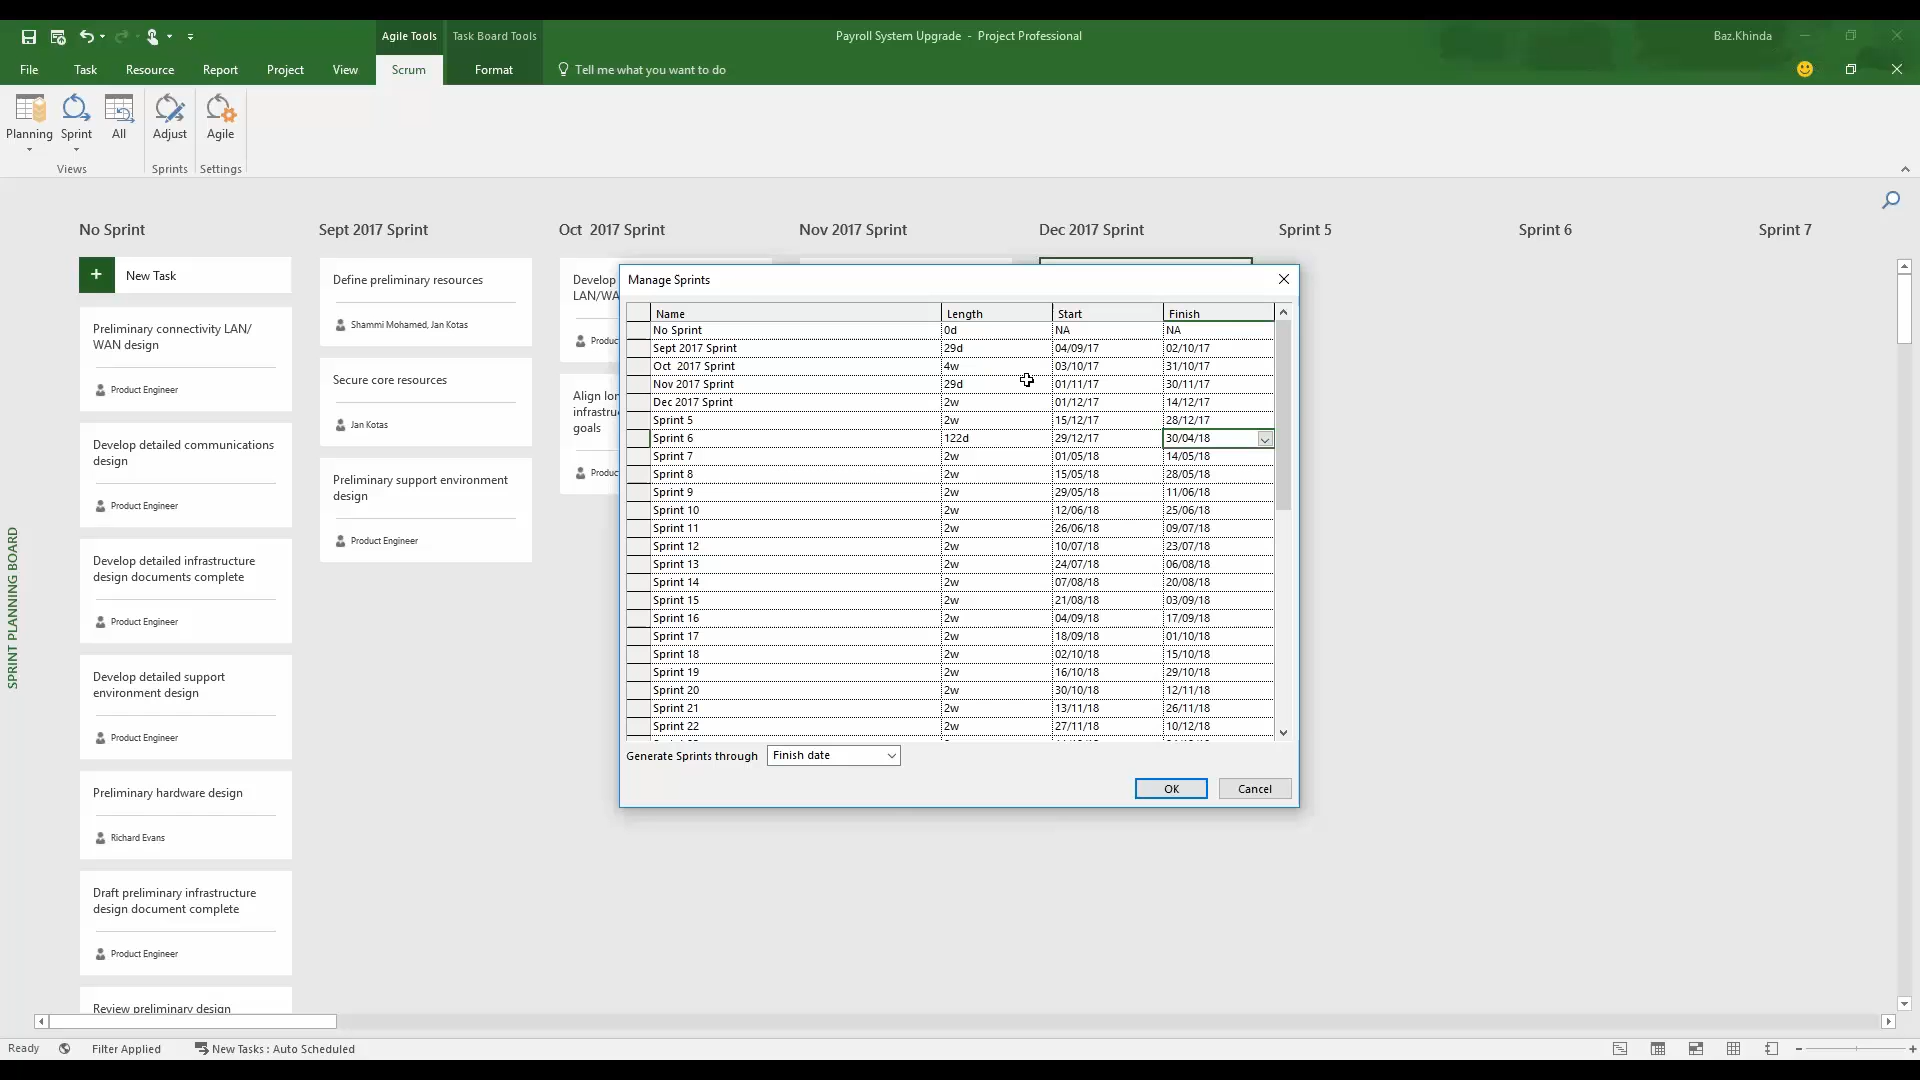 Agile Tools
Task Board Tools
Payroll System Upgrade - Project Professional
Baz.Khinda
File
Task
Resource
Report
Project
View
Scrum
Format
Tell me what you want to do
Planning
Sprint
All
Adjust
Agile
Views
Sprints
Settings
No Sprint
Sept 2017 Sprint
Oct  2017 Sprint
Nov 2017 Sprint
Dec 2017 Sprint
Sprint 5
Sprint 6
Sprint 7
SPRINT PLANNING BOARD
+ New Task
Preliminary connectivity LAN/
WAN design
Product Engineer
Develop detailed communications
design
Product Engineer
Develop detailed infrastructure
design documents complete
Product Engineer
Develop detailed support
environment design
Product Engineer
Preliminary hardware design
Richard Evans
Draft preliminary infrastructure
design document complete
Product Engineer
Review preliminary design
Define preliminary resources
Shammi Mohamed, Jan Kotas
Secure core resources
Jan Kotas
Preliminary support environment
design
Product Engineer
Develop
LAN/WA
Produc
Align lon
infrastruc
goals
Produc
Manage Sprints
Name Length Start Finish
No Sprint 0d NA NA
Sept 2017 Sprint 29d 04/09/17 02/10/17
Oct  2017 Sprint 4w 03/10/17 31/10/17
Nov 2017 Sprint 29d 01/11/17 30/11/17
Dec 2017 Sprint 2w 01/12/17 14/12/17
Sprint 5 2w 15/12/17 28/12/17
Sprint 6 122d 29/12/17 30/04/18
Sprint 7 2w 01/05/18 14/05/18
Sprint 8 2w 15/05/18 28/05/18
Sprint 9 2w 29/05/18 11/06/18
Sprint 10 2w 12/06/18 25/06/18
Sprint 11 2w 26/06/18 09/07/18
Sprint 12 2w 10/07/18 23/07/18
Sprint 13 2w 24/07/18 06/08/18
Sprint 14 2w 07/08/18 20/08/18
Sprint 15 2w 21/08/18 03/09/18
Sprint 16 2w 04/09/18 17/09/18
Sprint 17 2w 18/09/18 01/10/18
Sprint 18 2w 02/10/18 15/10/18
Sprint 19 2w 16/10/18 29/10/18
Sprint 20 2w 30/10/18 12/11/18
Sprint 21 2w 13/11/18 26/11/18
Sprint 22 2w 27/11/18 10/12/18
Generate Sprints through Finish date
OK
Cancel
Ready
Filter Applied
New Tasks : Auto Scheduled